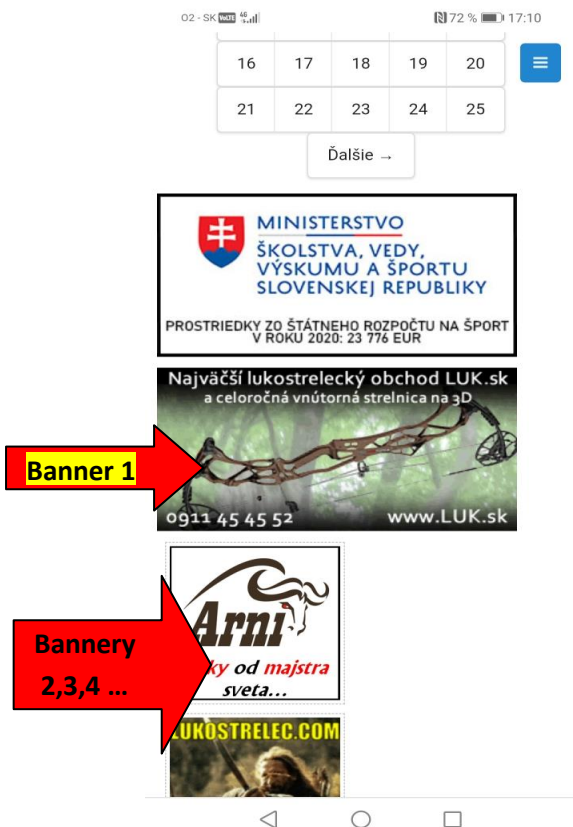 O2 - SK VoLTE 4G 72 % 17:10
16 17 18 19 20
21 22 23 24 25
Ďalšie →
MINISTERSTVO
ŠKOLSTVA, VEDY,
VÝSKUMU A ŠPORTU
SLOVENSKEJ REPUBLIKY
PROSTRIEDKY ZO ŠTÁTNEHO ROZPOČTU NA ŠPORT
V ROKU 2020: 23 776 EUR
Najväčší lukostrelecký obchod LUK.sk
a celoročná vnútorná strelnica na 3D
Banner 1
0911 45 45 52 www.LUK.sk
Arni
Bannery
2,3,4 ...
od majstra
sveta...
LUKOSTRELEC.COM